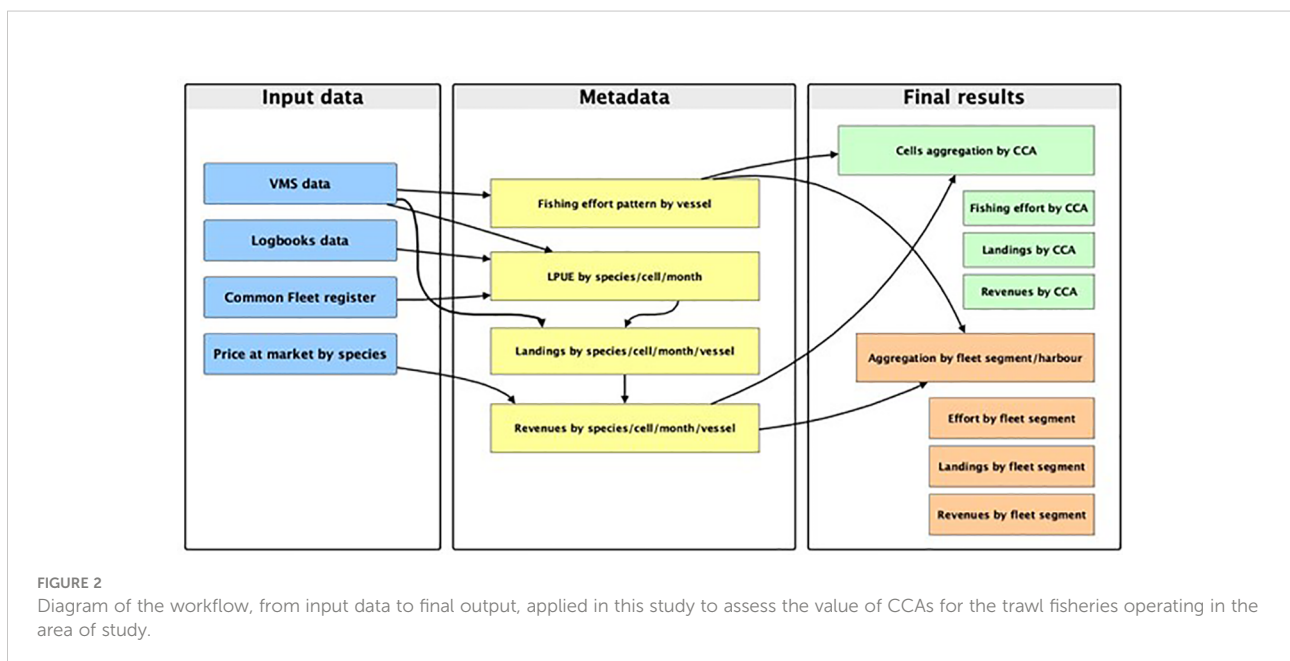 Input data
VMS data
Logbooks data
Common Fleet register
Price at market by species
Metadata
Fishing effort pattern by vessel
LPUE by species/cell/month
Landings by species/cell/month/vessel
Revenues by species/cell/month/vessel
Final results
Cells aggregation by CCA
Fishing effort by CCA
Landings by CCA
Revenues by CCA
Aggregation by fleet segment/harbour
Effort by fleet segment
Landings by fleet segment
Revenues by fleet segment
FIGURE 2
Diagram of the workflow, from input data to final output, applied in this study to assess the value of CCAs for the trawl fisheries operating in the
area of study.